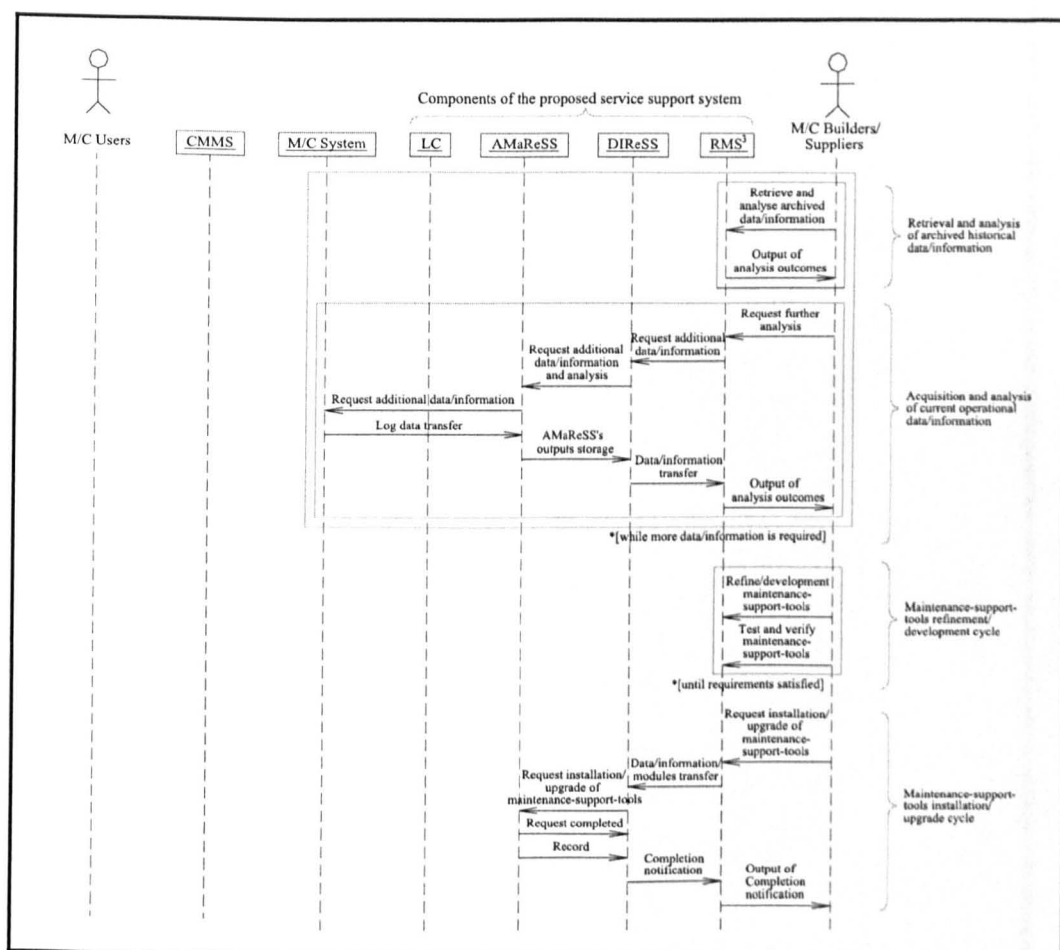 Components of the proposed service support system
M/C Users
CMMS
M/C System
LC
AMaReSS
DIReSS
RMS³
M/C Builders/
Suppliers
Retrieve and
analyse archived
data/information
Output of
analysis outcomes
Retrieval and analysis
of archived historical
data/information
Request further
analysis
Request additional
data/information
Request additional
data/information
and analysis
Request additional data/information
Log data transfer
AMaReSS's
outputs storage
Data/information
transfer
Output of
analysis outcomes
Acquisition and analysis
of current operational
data/information
*[while more data/information is required]
Refine/development
maintenance-
support-tools
Test and verify
maintenance-
support-tools
*[until requirements satisfied]
Maintenance-support-
tools refinement/
development cycle
Request installation/
upgrade of
maintenance-
support-tools
Data/information/
modules transfer
Request installation/
upgrade of
maintenance-support-tools
Request completed
Record
Completion
notification
Output of
Completion
notification
Maintenance-support-
tools installation/
upgrade cycle